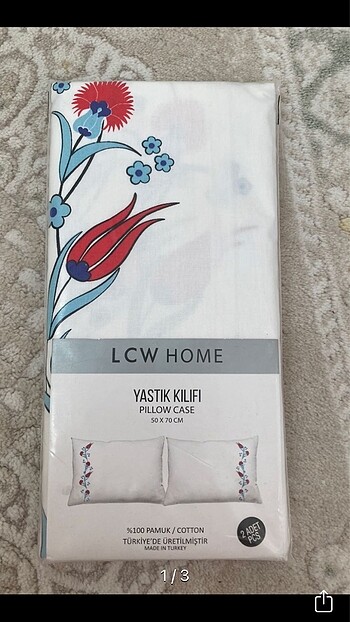 LCW HOME
YASTIK KILIFI
PILLOW CASE
50 X 70 CM
%100 PAMUK / COTTON
TÜRKİYE'DE ÜRETİLMİŞTİR
MADE IN TURKEY
2 ADET
PCS
1/3